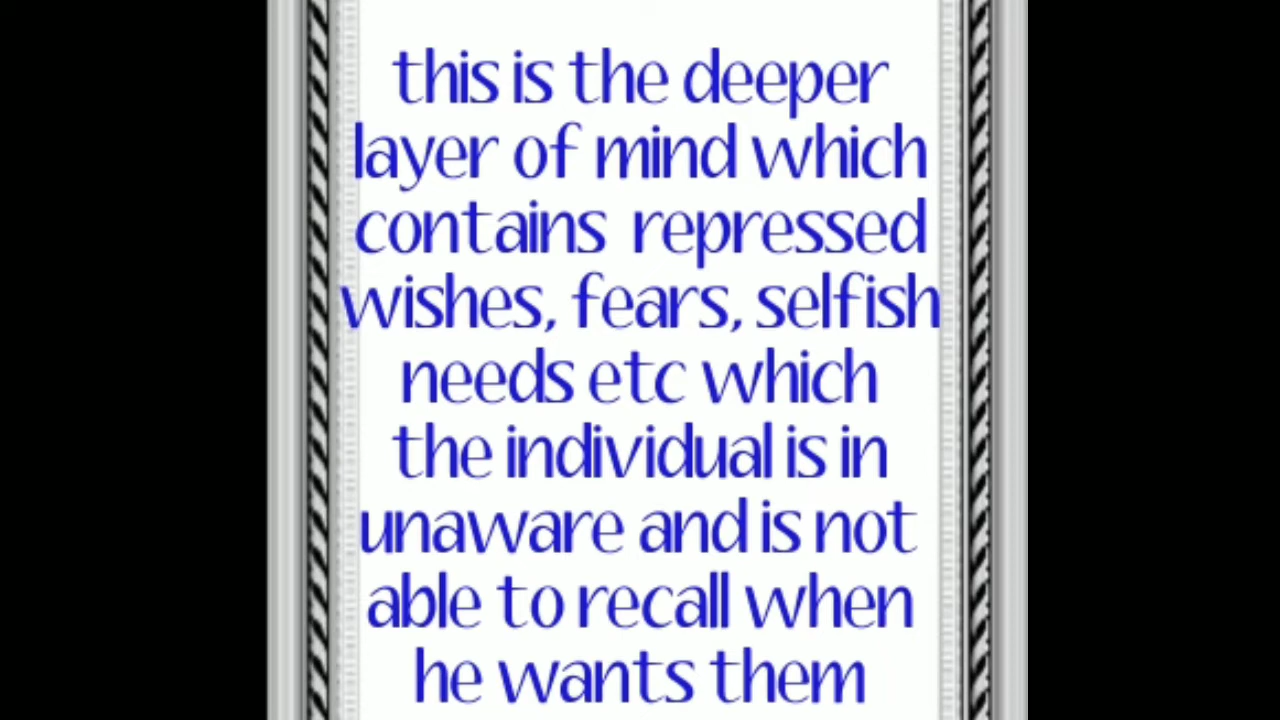 this is the deeper
layer of mind which
contains repressed
wishes, fears, selfish
needs etc which
the individual is in
unaware and is not
able to recall when
he wants them